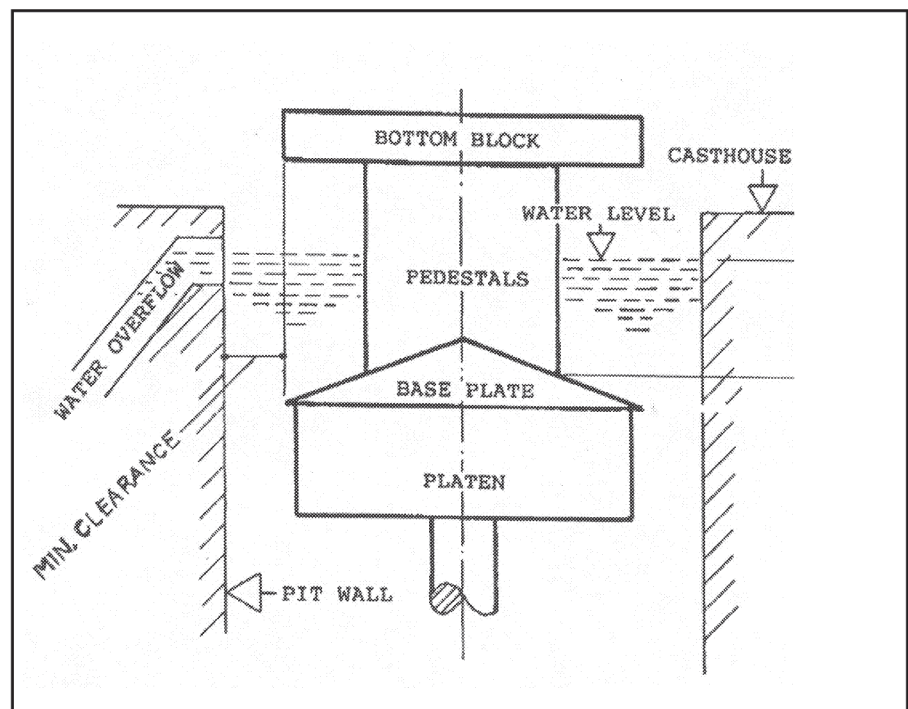 BOTTOM BLOCK
CASTHOUSE
WATER LEVEL
WATER OVERFLOW
PEDESTALS
BASE PLATE
MIN. CLEARANCE
PLATEN
PIT WALL